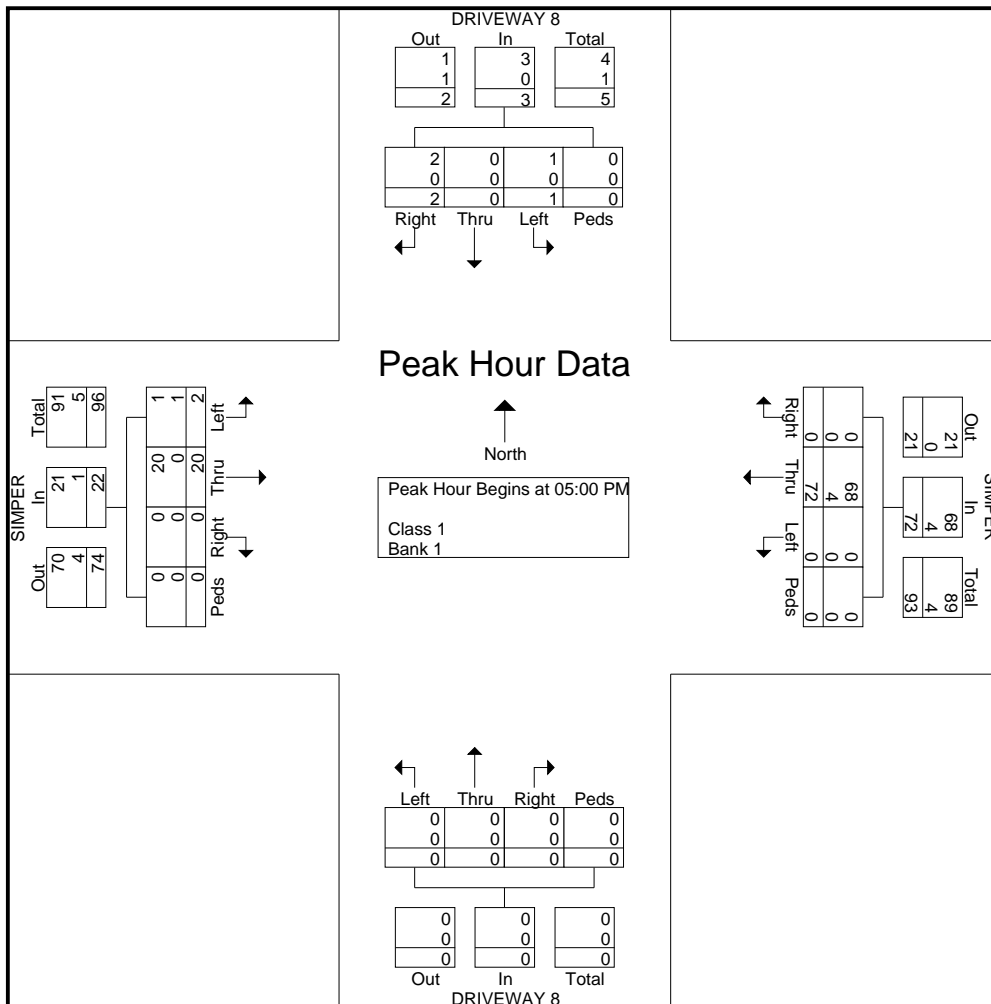 DRIVEWAY 8
Out In Total
1 3 4
1 0 1
2 3 5
2 0 1 0
0 0 0 0
2 0 1 0
Right Thru Left Peds
Peak Hour Data
North
Peak Hour Begins at 05:00 PM
Class 1
Bank 1
SIMPER
Total In Out
91 21 70
5 1 4
96 22 74
1 20 0 0
1 0 0 0
2 20 0 0
Left Thru Right Peds
Right Thru Left Peds
0 68 0 0
0 4 0 0
0 72 0 0
Out In Total
21 68 89
0 4 4
21 72 93
SIMPER
Left Thru Right Peds
0 0 0 0
0 0 0 0
0 0 0 0
0 0 0
0 0 0
0 0 0
Out In Total
DRIVEWAY 8